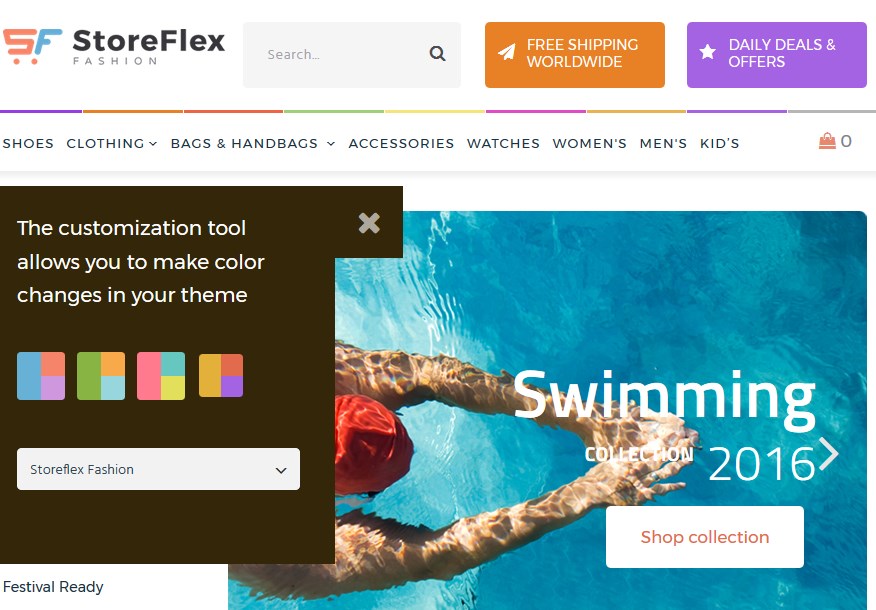 StoreFlex
FASHION
Search...
FREE SHIPPING
WORLDWIDE
DAILY DEALS &
OFFERS
SHOES CLOTHING BAGS & HANDBAGS ACCESSORIES WATCHES WOMEN'S MEN'S KID'S 0
The customization tool
allows you to make color
changes in your theme
Storeflex Fashion
Swimming
COLLECTION 2016
Shop collection
Festival Ready